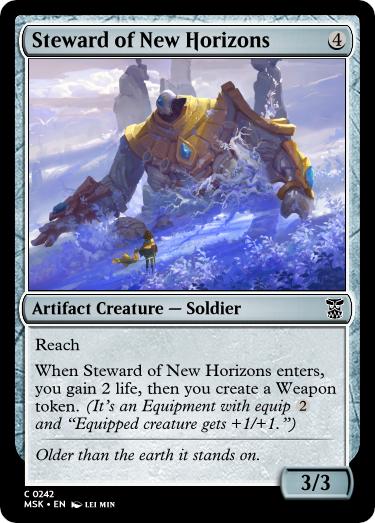 Steward of New Horizons 4
Artifact Creature — Soldier
Reach
When Steward of New Horizons enters,
you gain 2 life, then you create a Weapon
token. (It's an Equipment with equip 2
and “Equipped creature gets +1/+1.”)
Older than the earth it stands on.
3/3
C 0242
MSK • EN LEI MIN